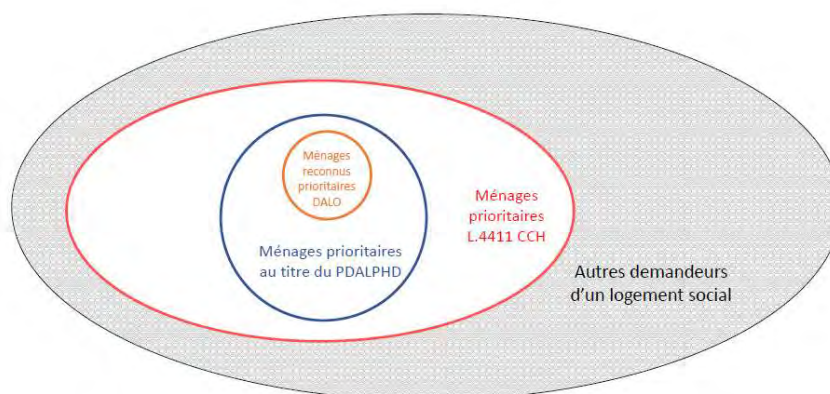 Ménages
reconnus
prioritaires
DALO
Ménages prioritaires
au titre du PDALPHD
Ménages
prioritaires
L.4411 CCH
Autres demandeurs
d'un logement social